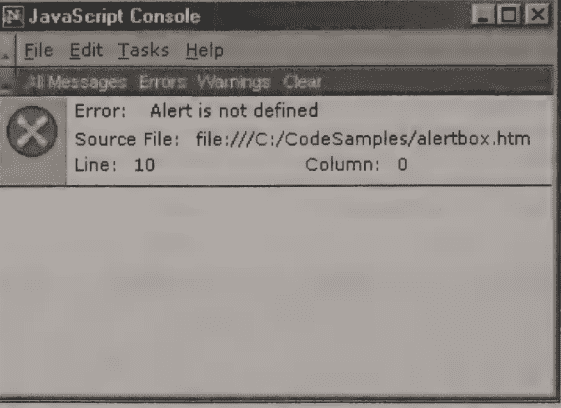 JavaScript Console
File Edit Tasks Help
All Messages Errors Warnings Clear
Error: Alert is not defined
Source File: file:///C:/CodeSamples/alertbox.htm
Line: 10 Column: 0